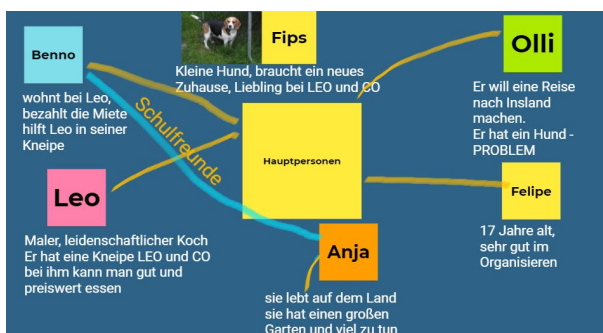 Benno
wohnt bei Leo,
bezahlt die Miete
hilft Leo in seiner
Kneipe
Fips
Kleine Hund, braucht ein neues
Zuhause, Liebling bei LEO und CO
Olli
Er will eine Reise
nach Insland
machen.
Er hat ein Hund -
PROBLEM
Schulfreunde
Hauptpersonen
Leo
Maler, leidenschaftlicher Koch
Er hat eine Kneipe LEO und CO
bei ihm kann man gut und
preiswert essen
Felipe
17 Jahre alt,
sehr gut im
Organisieren
Anja
sie lebt auf dem Land
sie hat einen großen
Garten und viel zu tun